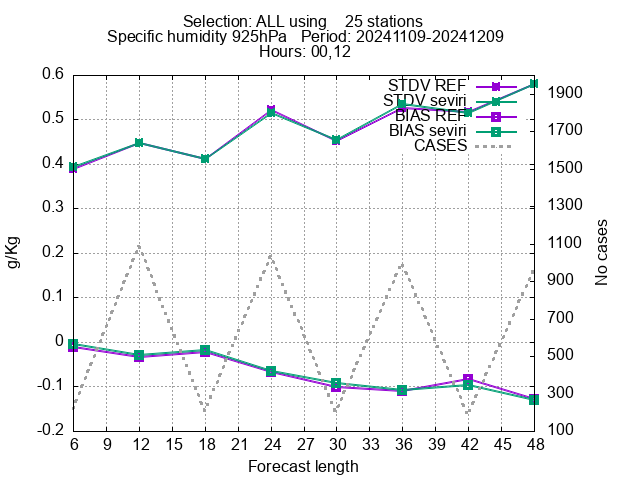 Selection: ALL using 25 stations
Specific humidity 925hPa Period: 20241109-20241209
Hours: 00,12
0.6
0.5
0.4
0.3
0.2
0.1
0
-0.1
-0.2
g/Kg
STDV REF
STDV seviri
BIAS REF
BIAS seviri
CASES
1900
1700
1500
1300
1100
900
700
500
300
100
No cases
6 9 12 15 18 21 24 27 30 33 36 39 42 45 48
Forecast length